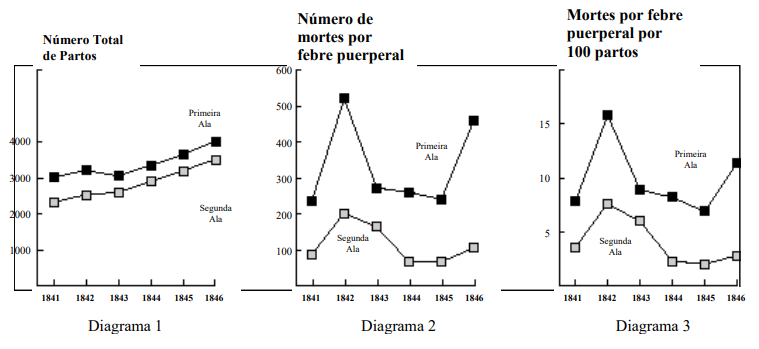 Número Total
de Partos
4000
3000
2000
1000
Primeira
Ala
Segunda
Ala
1841 1842 1843 1844 1845 1846
Diagrama 1
Número de
mortes por
febre puerperal
600
500
400
300
200
100
Primeira
Ala
Segunda
Ala
1841 1842 1843 1844 1845 1846
Diagrama 2
Mortes por febre
puerperal por
100 partos
15
10
5
Primeira
Ala
Segunda
Ala
1841 1842 1843 1844 1845 1846
Diagrama 3